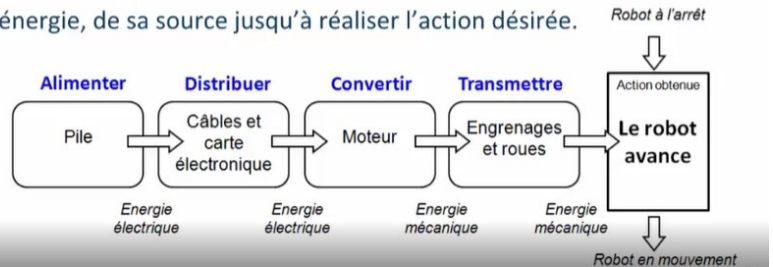 énergie, de sa source jusqu'à réaliser l'action désirée.
Robot à l'arrêt
Alimenter
Distribuer
Convertir
Transmettre
Action obtenue
Pile
Câbles et
carte
électronique
Moteur
Engrenages
et roues
Le robot
avance
Energie
électrique
Energie
électrique
Energie
mécanique
Energie
mécanique
Robot en mouvement